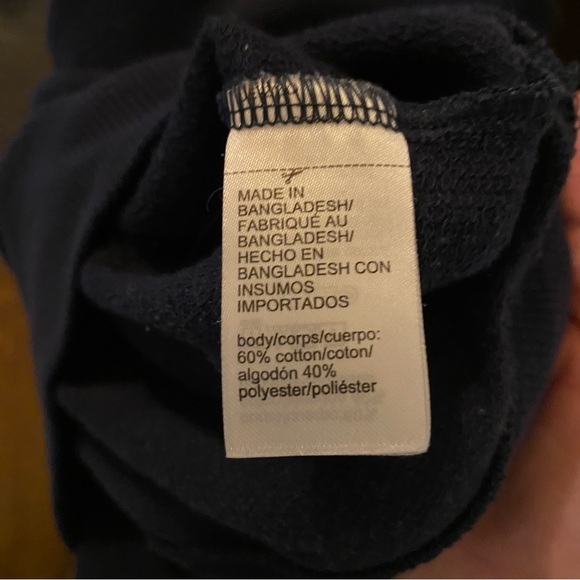 MADE IN
BANGLADESH/
FABRIQUÉ AU
BANGLADESH/
HECHO EN
BANGLADESH CON
INSUMOS
IMPORTADOS
body/corps/cuerpo:
60% cotton/coton/
algodón 40%
polyester/poliéster